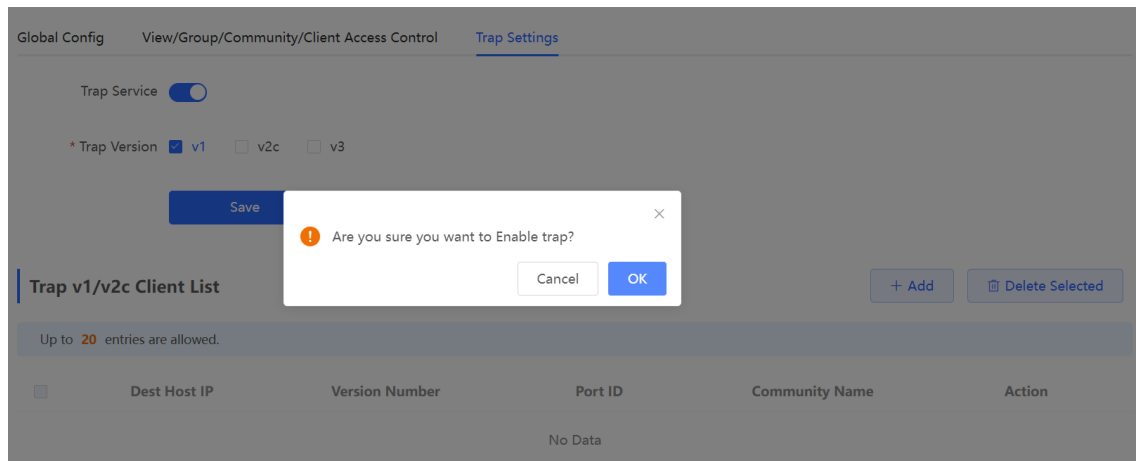 Global Config View/Group/Community/Client Access Control Trap Settings
Trap Service
* Trap Version v1 v2c v3
Save
Are you sure you want to Enable trap?
Cancel OK
Trap v1/v2c Client List + Add Delete Selected
Up to 20 entries are allowed.
Dest Host IP Version Number Port ID Community Name Action
No Data